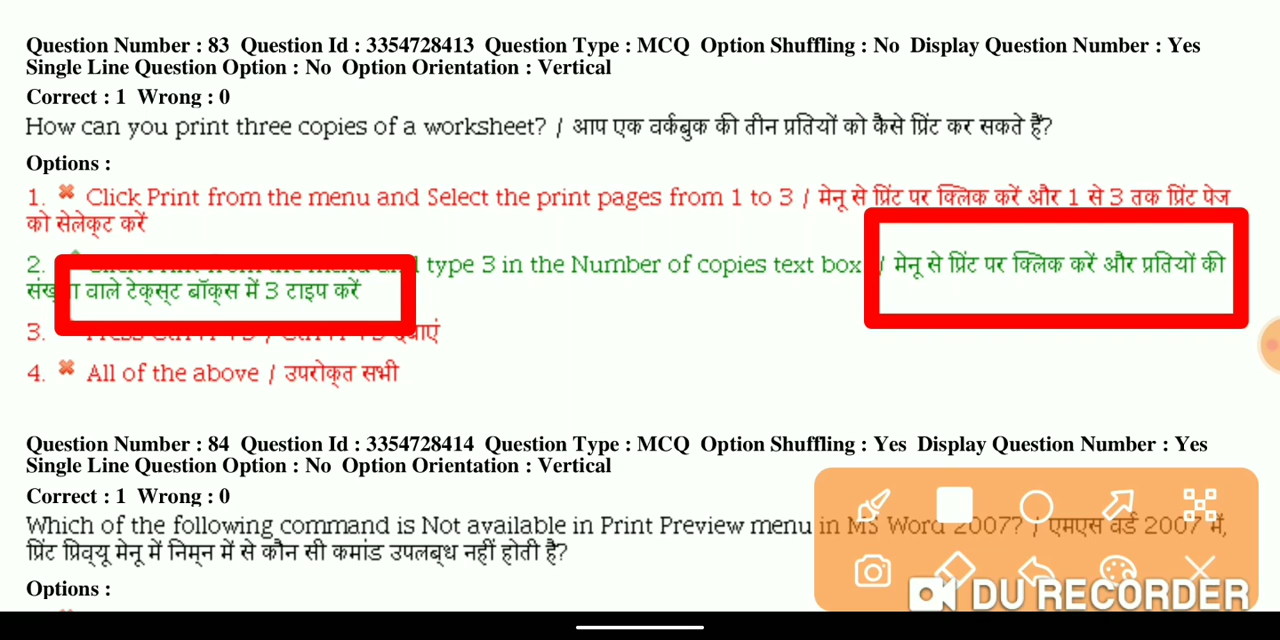 Question Number : 83 Question Id : 3354728413 Question Type : MCQ Option Shuffling : No Display Question Number : Yes
Single Line Question Option : No Option Orientation : Vertical
Correct : 1 Wrong : 0
How can you print three copies of a worksheet? / आप एक वर्कबुक की तीन प्रतियों को कैसे प्रिंट कर सकते हैं?
Options :
1. Click Print from the menu and Select the print pages from 1 to 3 / मेनू से प्रिंट पर क्लिक करें और 1 से 3 तक प्रिंट पेज
को सेलेक्ट करें
2. type 3 in the Number of copies text box / मेनू से प्रिंट पर क्लिक करें और प्रतियों की
वाले टेक्स्ट बॉक्स में 3 टाइप करें
3.
4. All of the above / उपरोक्त सभी
Question Number : 84 Question Id : 3354728414 Question Type : MCQ Option Shuffling : Yes Display Question Number : Yes
Single Line Question Option : No Option Orientation : Vertical
Correct : 1 Wrong : 0
Which of the following command is Not available in Print Preview menu in MS Word 2007? / एमएस वर्ड 2007 में,
प्रिंट प्रिव्यू मेनू में निम्न में से कौन सी कमांड उपलब्ध नहीं होती है?
Options :
DU RECORDER